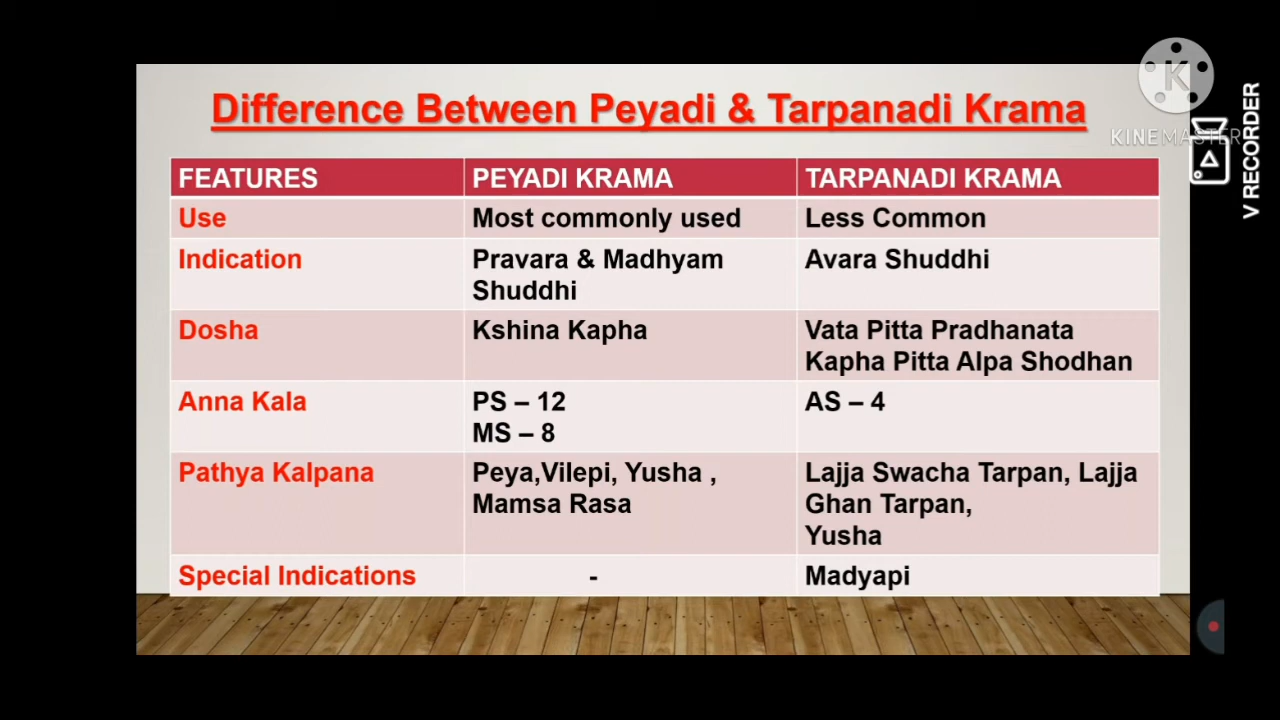 Difference Between Peyadi & Tarpanadi Krama
FEATURES PEYADI KRAMA TARPANADI KRAMA
Use Most commonly used Less Common
Indication Pravara & Madhyam Avara Shuddhi
Shuddhi
Dosha Kshina Kapha Vata Pitta Pradhanata
Kapha Pitta Alpa Shodhan
Anna Kala PS – 12 AS – 4
MS – 8
Pathya Kalpana Peya,Vilepi, Yusha , Lajja Swacha Tarpan, Lajja
Mamsa Rasa Ghan Tarpan,
Yusha
Special Indications - Madyapi
K
KINEMASTER
V RECORDER